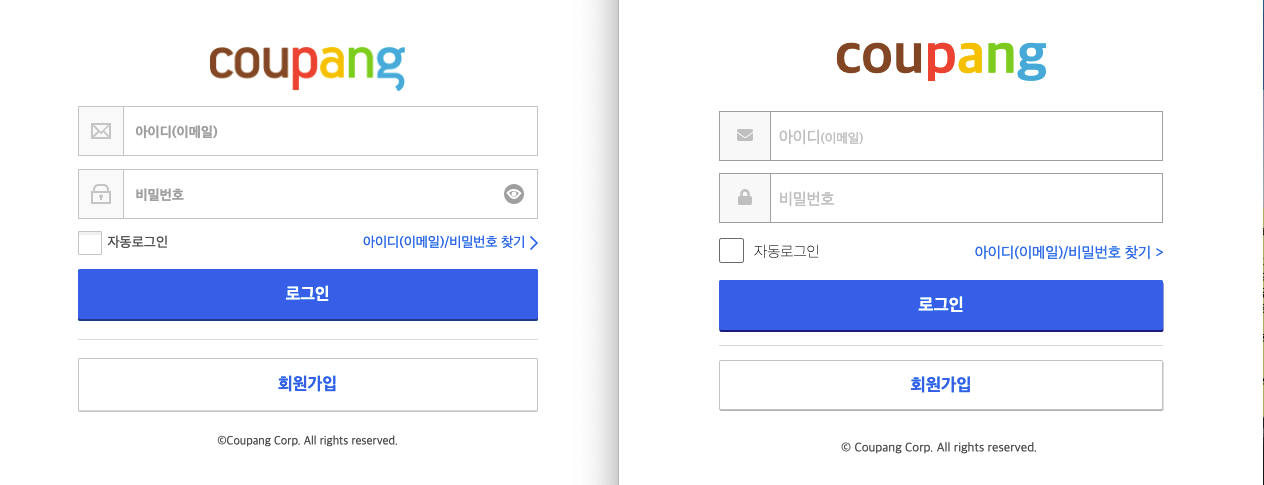 coupang
아이디(이메일)
비밀번호
자동로그인
아이디(이메일)/비밀번호 찾기 >
로그인
회원가입
©Coupang Corp. All rights reserved.
coupang
아이디(이메일)
비밀번호
자동로그인
아이디(이메일)/비밀번호 찾기 >
로그인
회원가입
© Coupang Corp. All rights reserved.